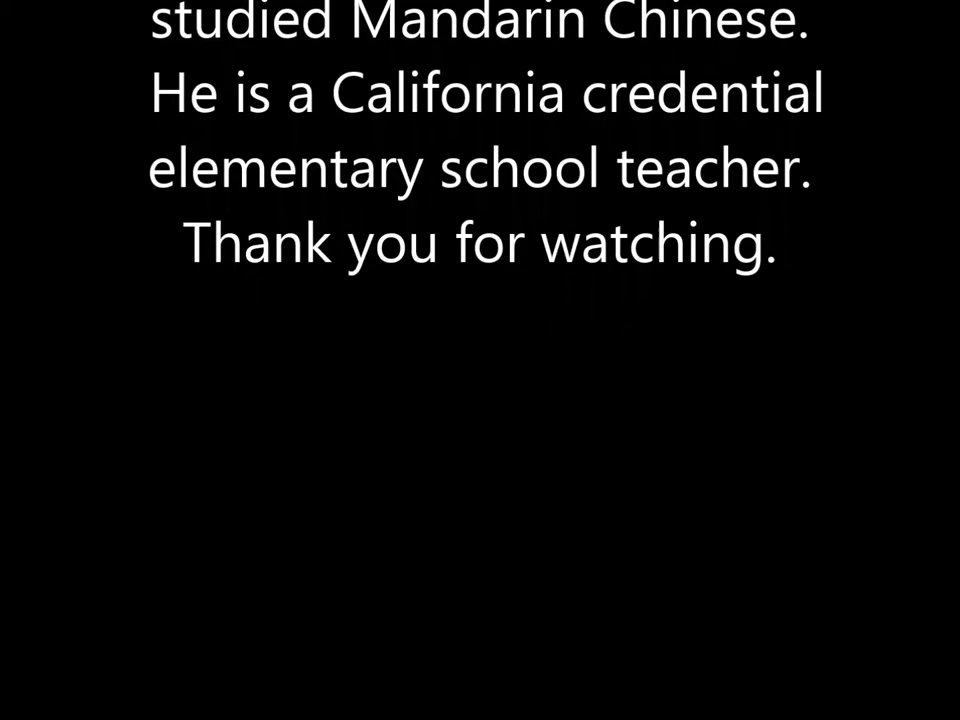 studied Mandarin Chinese.
He is a California credential
elementary school teacher.
Thank you for watching.